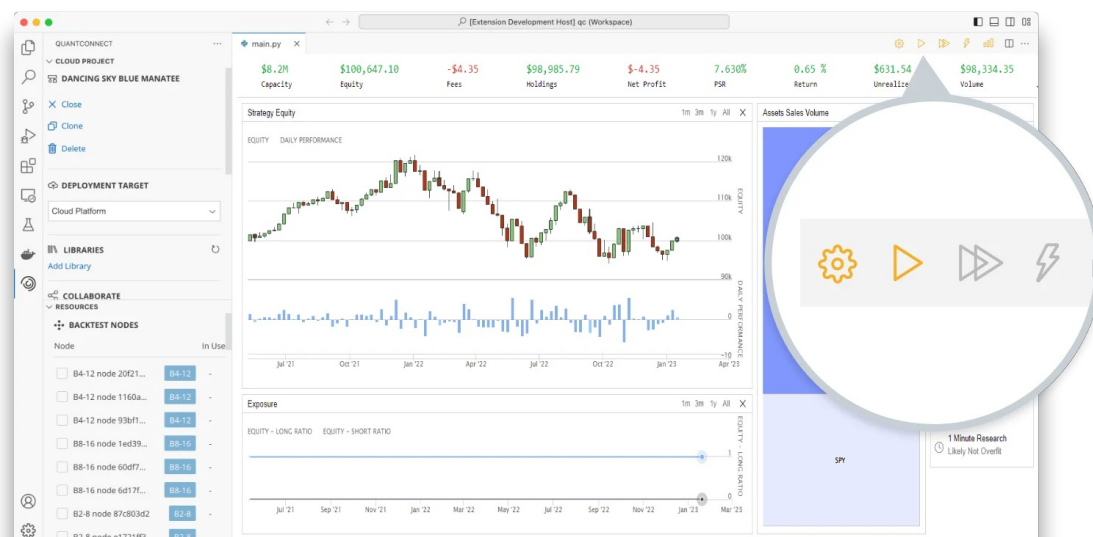 [Extension Development Host] qc (Workspace)
QUANTCONNECT
CLOUD PROJECT
DANCING SKY BLUE MANATEE
Close
Clone
Delete
DEPLOYMENT TARGET
Cloud Platform
LIBRARIES
Add Library
COLLABORATE
RESOURCES
BACKTEST NODES
Node In Use
B4-12 node 20f21... B4-12 -
B4-12 node 1160a... B4-12 -
B4-12 node 93bf1... B4-12 -
B8-16 node 1ed39... B8-16 -
B8-16 node 60df7... B8-16 -
B8-16 node 6d17f... B8-16 -
B2-8 node 87c803d2 B2-8 -
main.py X
$8.2M $100,647.10 -$4.35 $98,985.79 $-4.35 7.630% 0.65 % $631.54 $98,334.35
Capacity Equity Fees Holdings Net Profit PSR Return Unrealize Volume
Strategy Equity 1m 3m 1y All X
EQUITY DAILY PERFORMANCE
120k
110k
100k
90k
EQUITY
0
-10
DAILY PERFORMANCE
Jul '21 Oct '21 Jan '22 Apr '22 Jul '22 Oct '22 Jan '23 Apr '23
Exposure 1m 3m 1y All X
EQUITY - LONG RATIO EQUITY - SHORT RATIO
1
0
EQUITY - LONG RATIO
Jul '21 Sep '21 Nov '21 Jan '22 Mar '22 May '22 Jul '22 Sep '22 Nov '22 Jan '23 Mar '23
Assets Sales Volume
SPY
1 Minute Research
Likely Not Overfit